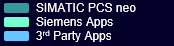 SIMATIC PCS neo
Siemens Apps
3rd Party Apps